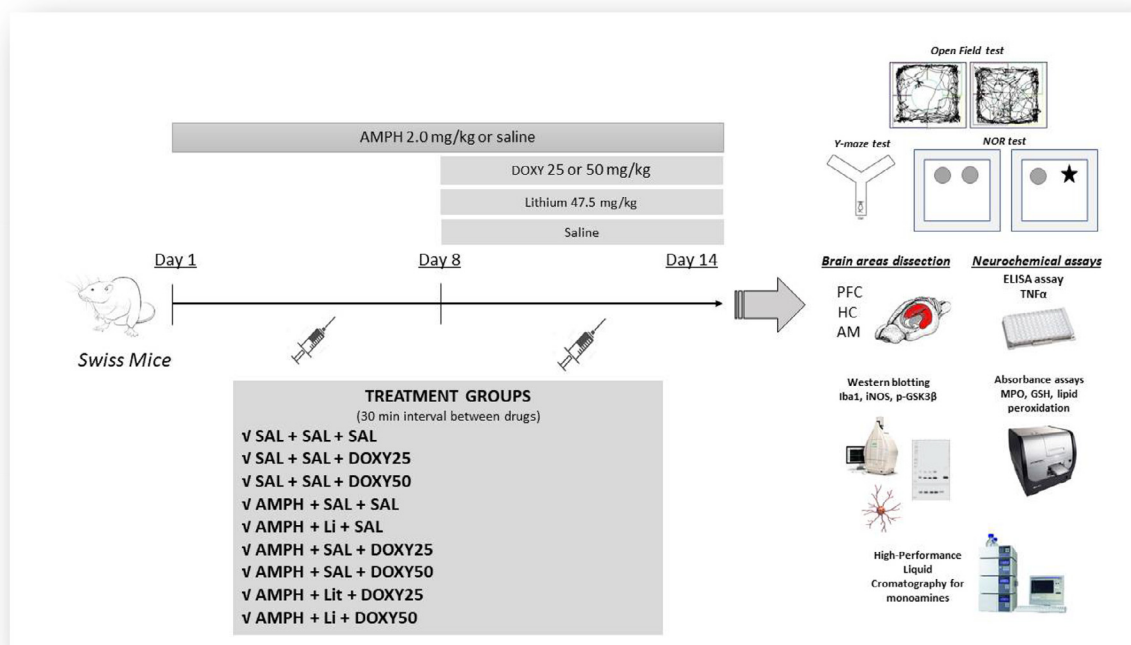 Open Field test
AMPH 2.0 mg/kg or saline
DOXY 25 or 50 mg/kg
Lithium 47.5 mg/kg
Saline
Y-maze test
NOR test
Day 1
Day 8
Day 14
Swiss Mice
TREATMENT GROUPS
(30 min interval between drugs)
√ SAL + SAL + SAL
√ SAL + SAL + DOXY25
√ SAL + SAL + DOXY50
√ AMPH + SAL + SAL
√ AMPH + Li + SAL
√ AMPH + SAL + DOXY25
√ AMPH + SAL + DOXY50
√ AMPH + Lit + DOXY25
√ AMPH + Li + DOXY50
Brain areas dissection
PFC
HC
AM
Neurochemical assays
ELISA assay
TNFα
Western blotting
Iba1, iNOS, p-GSK3β
Absorbance assays
MPO, GSH, lipid
peroxidation
High-Performance
Liquid
Cromatography for
monoamines